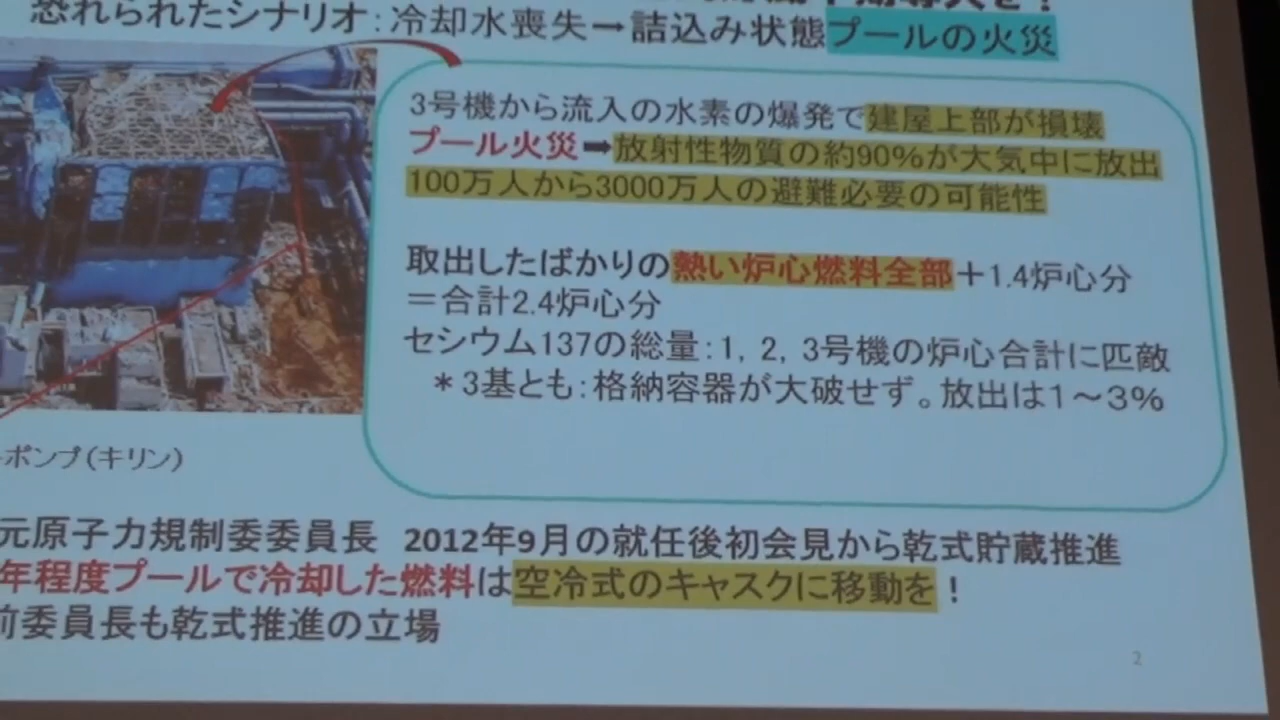 恐れられたシナリオ：冷却水喪失→詰込み状態プールの火災
3号機から流入の水素の爆発で建屋上部が損壊
プール火災➡放射性物質の約90％が大気中に放出
100万人から3000万人の避難必要の可能性
取出したばかりの熱い炉心燃料全部＋1.4炉心分
＝合計2.4炉心分
セシウム137の総量：1，2，3号機の炉心合計に匹敵
＊3基とも：格納容器が大破せず。放出は1～3％
ポンプ（キリン）
元原子力規制委委員長 2012年9月の就任後初会見から乾式貯蔵推進
年程度プールで冷却した燃料は空冷式のキャスクに移動を！
前委員長も乾式推進の立場
2